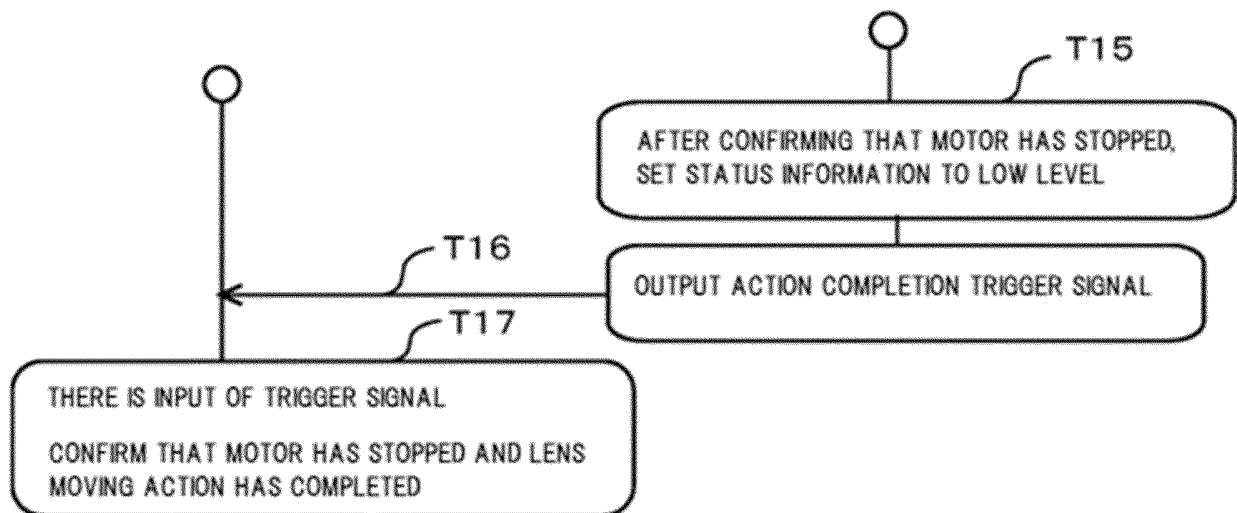 T15
AFTER CONFIRMING THAT MOTOR HAS STOPPED,
SET STATUS INFORMATION TO LOW LEVEL
T16
OUTPUT ACTION COMPLETION TRIGGER SIGNAL
T17
THERE IS INPUT OF TRIGGER SIGNAL
CONFIRM THAT MOTOR HAS STOPPED AND LENS
MOVING ACTION HAS COMPLETED